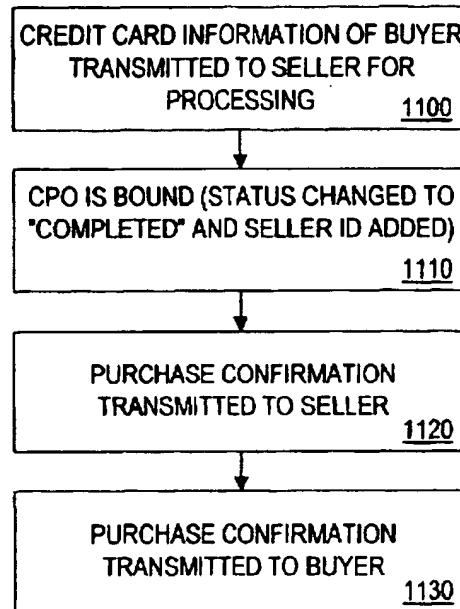 CREDIT CARD INFORMATION OF BUYER
TRANSMITTED TO SELLER FOR
PROCESSING
1100
CPO IS BOUND (STATUS CHANGED TO
"COMPLETED" AND SELLER ID ADDED)
1110
PURCHASE CONFIRMATION
TRANSMITTED TO SELLER
1120
PURCHASE CONFIRMATION
TRANSMITTED TO BUYER
1130